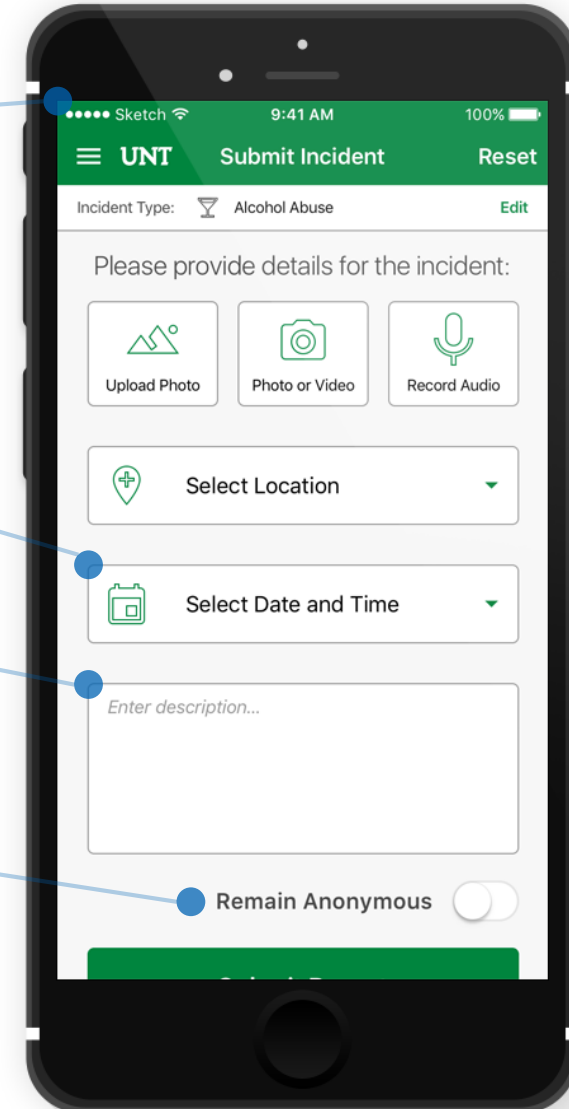 Sketch 9:41 AM 100%
UNT Submit Incident Reset
Incident Type: Alcohol Abuse Edit
Please provide details for the incident:
Upload Photo Photo or Video Record Audio
Select Location
Select Date and Time
Enter description...
Remain Anonymous